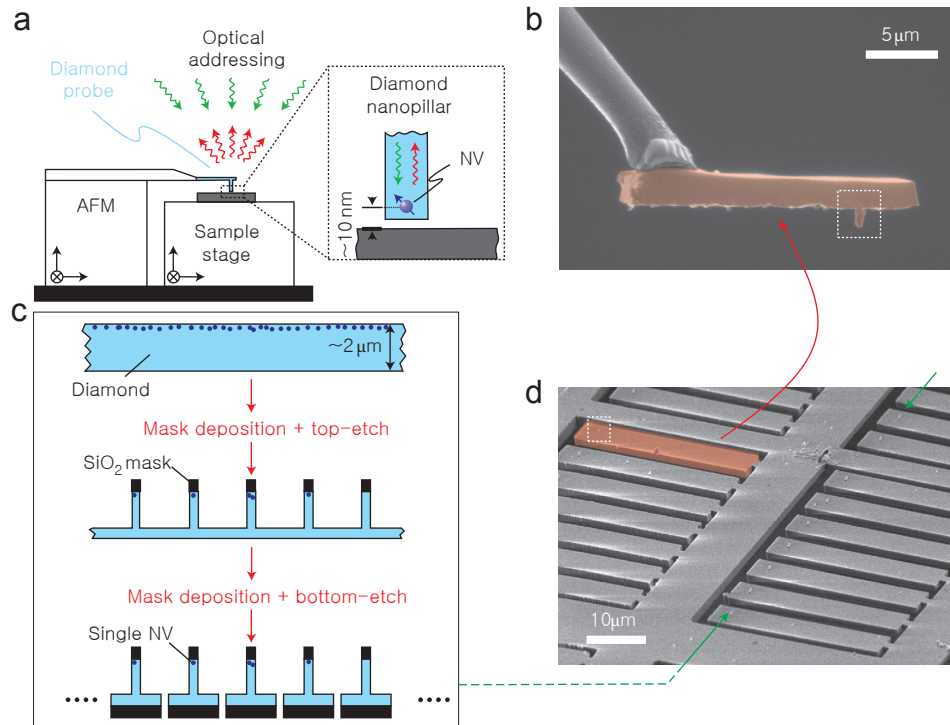 a
Optical
addressing
Diamond
probe
AFM
Sample
stage
Diamond
nanopillar
NV
~10 nm
b
5μm
c
~2μm
Diamond
Mask deposition + top-etch
SiO₂ mask
Mask deposition + bottom-etch
Single NV
d
10μm